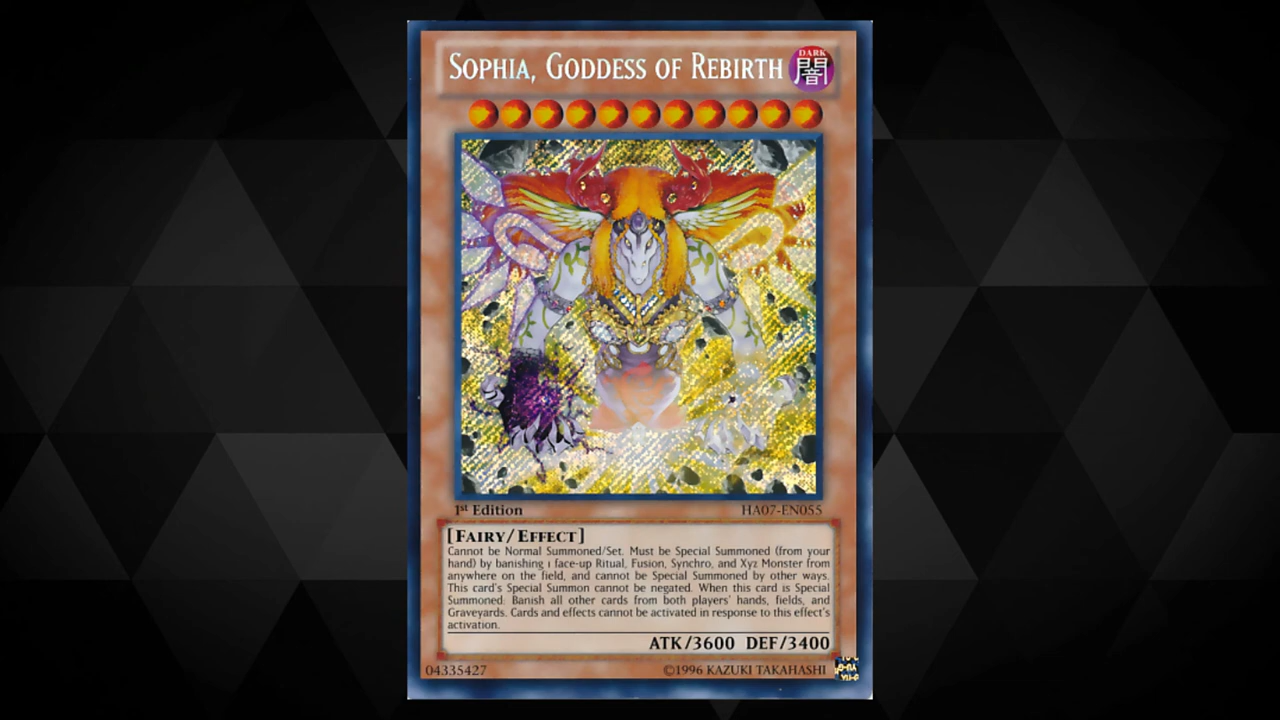 SOPHIA, GODDESS OF REBIRTH
DARK
闇
1st Edition
HA07-EN055
[FAIRY/EFFECT]
Cannot be Normal Summoned/Set. Must be Special Summoned (from your
hand) by banishing 1 face-up Ritual, Fusion, Synchro, and Xyz Monster from
anywhere on the field, and cannot be Special Summoned by other ways.
This card's Special Summon cannot be negated. When this card is Special
Summoned: Banish all other cards from both players' hands, fields, and
Graveyards. Cards and effects cannot be activated in response to this effect's
activation.
ATK/3600 DEF/3400
04335427
©1996 KAZUKI TAKAHASHI